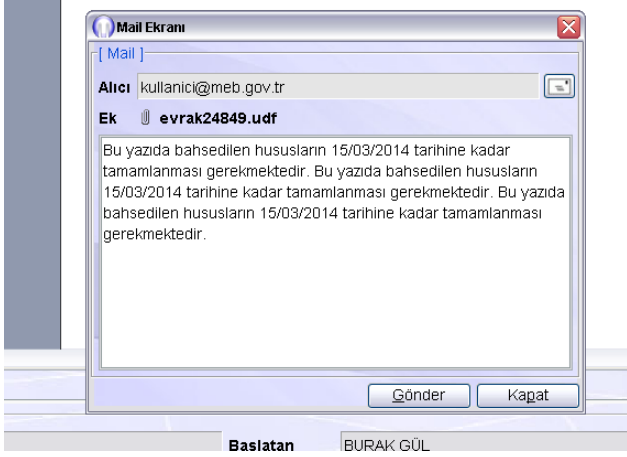 Mail Ekranı
[ Mail ]
Alıcı kullanici@meb.gov.tr
Ek evrak24849.udf
Bu yazıda bahsedilen hususların 15/03/2014 tarihine kadar
tamamlanması gerekmektedir. Bu yazıda bahsedilen hususların
15/03/2014 tarihine kadar tamamlanması gerekmektedir. Bu yazıda
bahsedilen hususların 15/03/2014 tarihine kadar tamamlanması
gerekmektedir.
Gönder Kapat
Başlatan BURAK GÜL